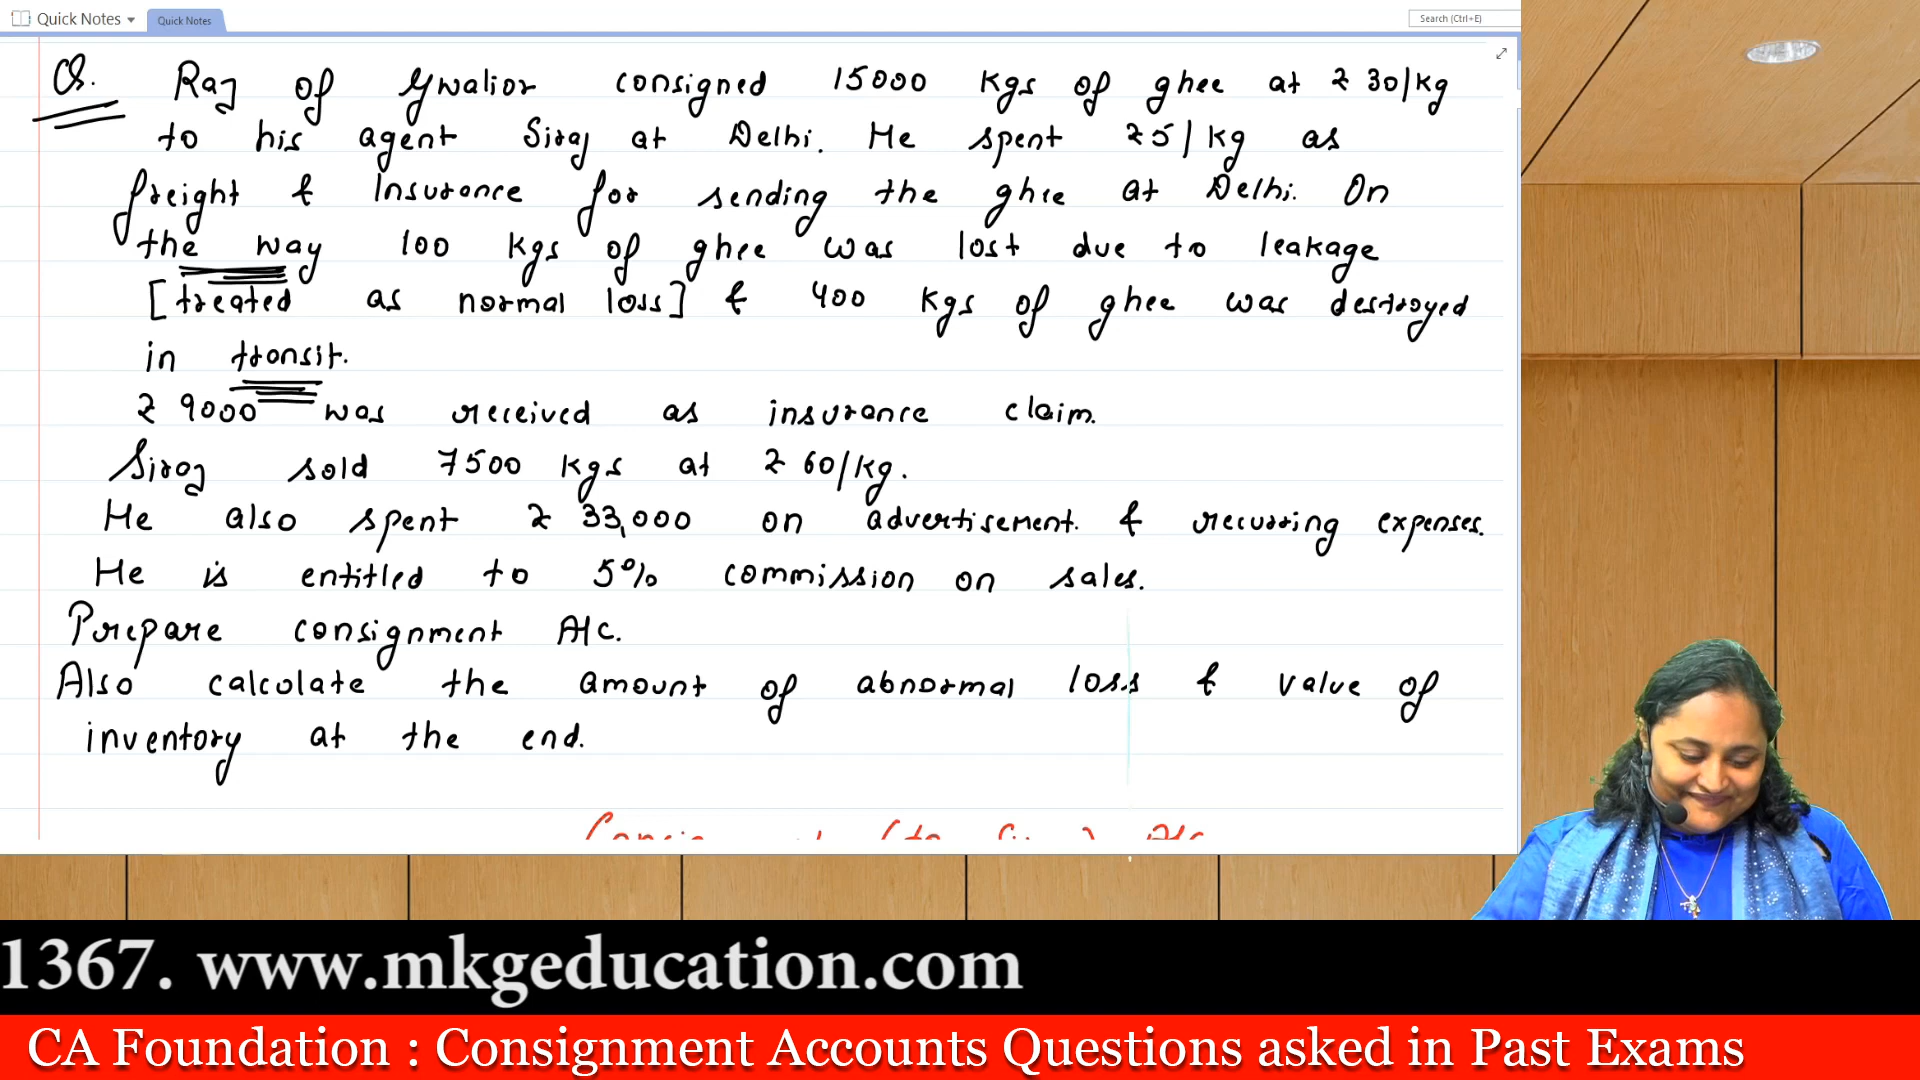 Quick Notes
Quick Notes
Search (Ctrl+E)
Q. Raj of Gwalior consigned 15000 kgs of ghee at ₹ 30/kg
to his agent Siraj at Delhi. He spent ₹5/kg as
freight & Insurance for sending the ghee at Delhi. On
the way 100 kgs of ghee was lost due to leakage
[treated as normal loss] & 400 kgs of ghee was destroyed
in transit.
₹ 9000 was received as insurance claim.
Siraj sold 7500 kgs at ₹ 60/kg.
He also spent ₹ 33,000 on advertisement & recurring expenses.
He is entitled to 5% commission on sales.
Prepare consignment A/c.
Also calculate the amount of abnormal loss & value of
inventory at the end.
1367. www.mkgeducation.com
CA Foundation : Consignment Accounts Questions asked in Past Exams